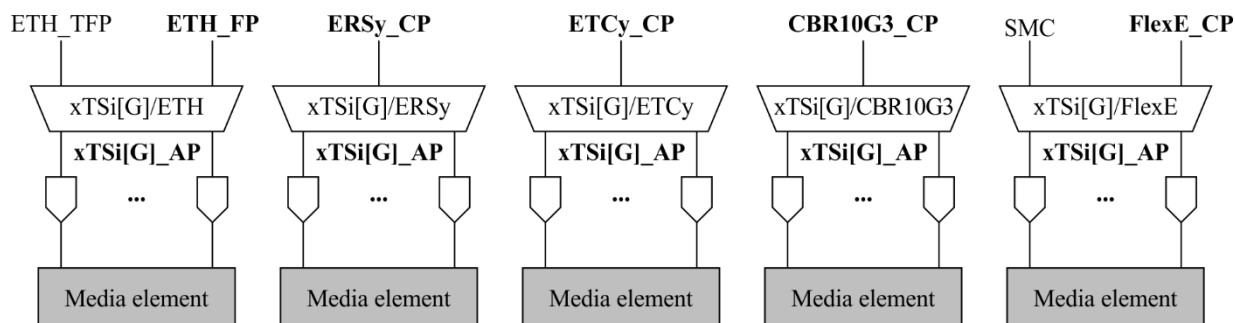 ETH_TFP ETH_FP ERSy_CP ETCy_CP CBR10G3_CP SMC FlexE_CP
xTSi[G]/ETH xTSi[G]/ERSy xTSi[G]/ETCy xTSi[G]/CBR10G3 xTSi[G]/FlexE
xTSi[G]_AP xTSi[G]_AP xTSi[G]_AP xTSi[G]_AP xTSi[G]_AP
... ... ... ... ...
Media element Media element Media element Media element Media element